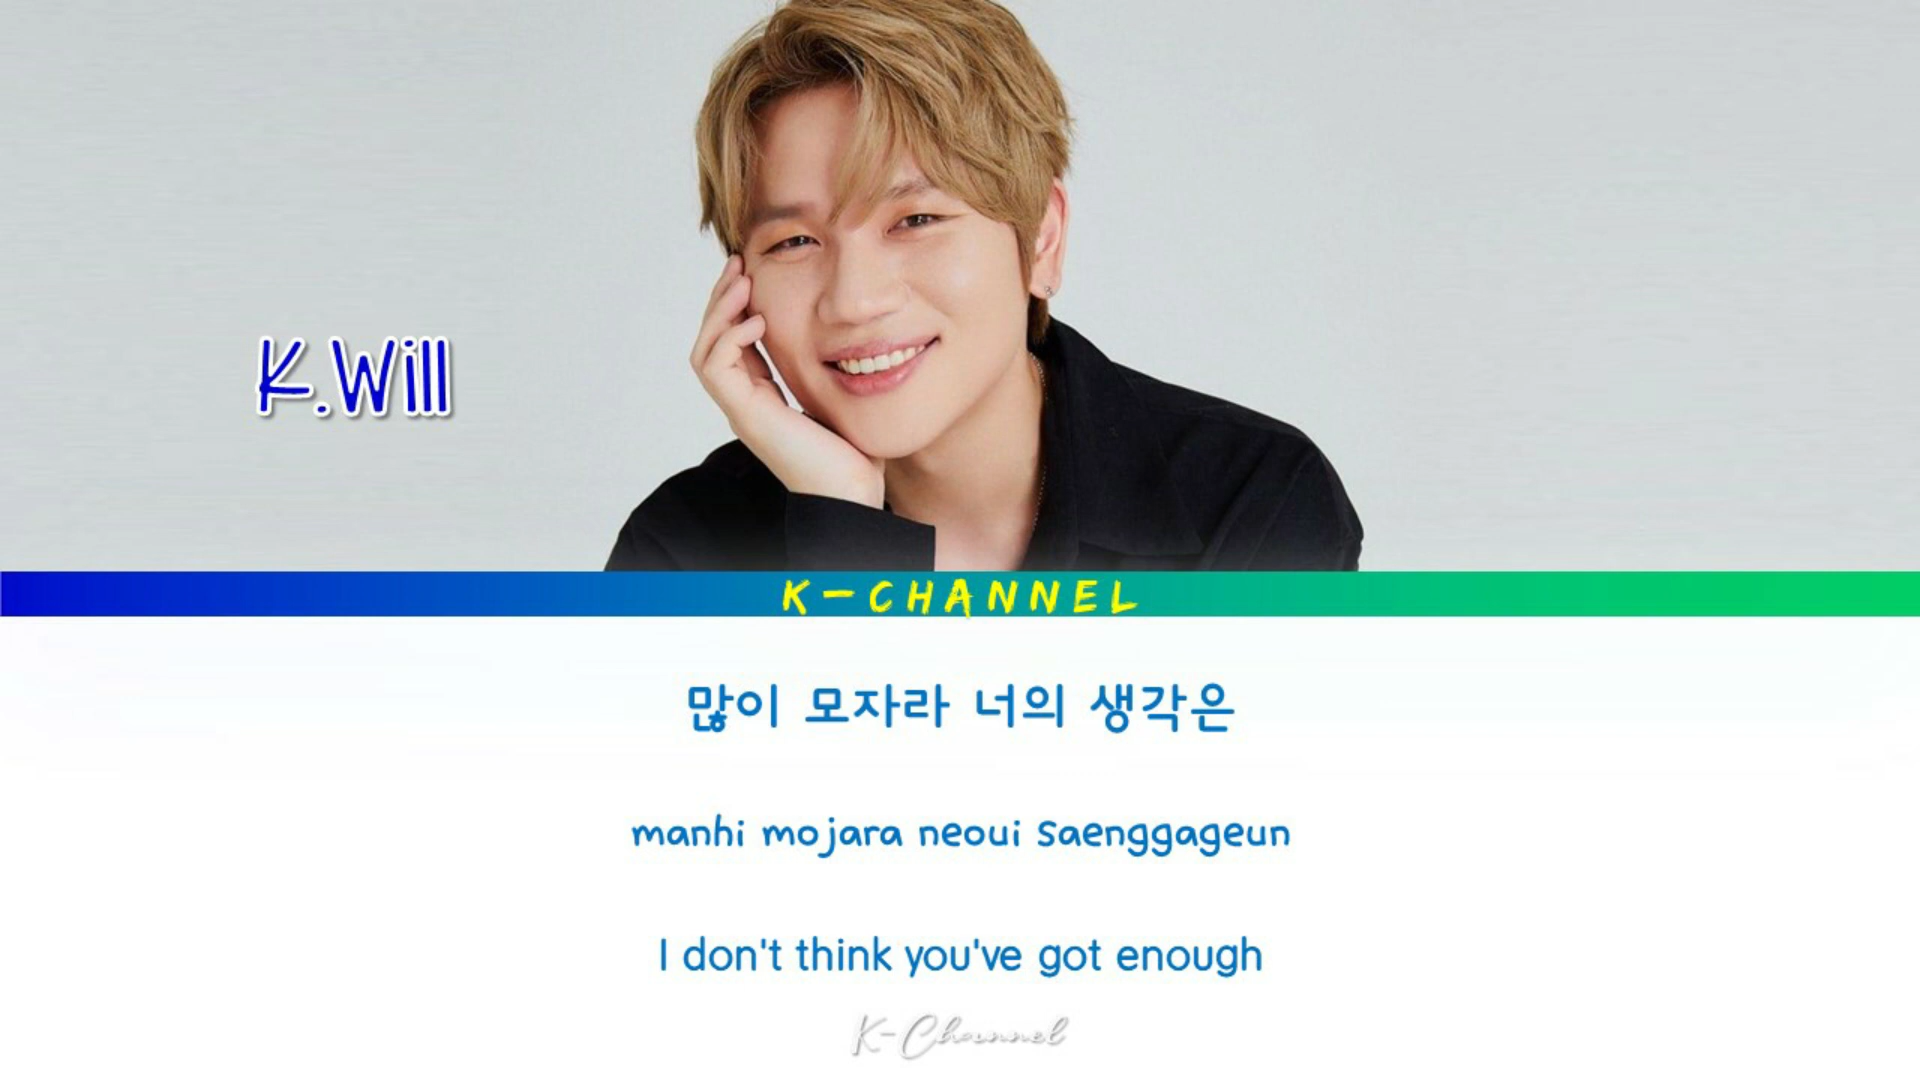 K.Will
K-CHANNEL
많이 모자라 너의 생각은
manhi mojara neoui saenggageun
I don't think you've got enough
K-Channel